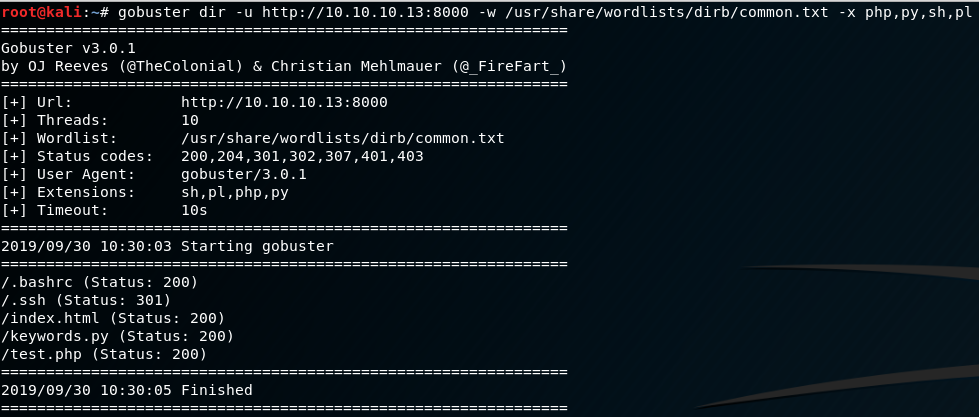 root@kali:~# gobuster dir -u http://10.10.10.13:8000 -w /usr/share/wordlists/dirb/common.txt -x php,py,sh,pl
===============================================================
Gobuster v3.0.1
by OJ Reeves (@TheColonial) & Christian Mehlmauer (@_FireFart_)
===============================================================
[+] Url:            http://10.10.10.13:8000
[+] Threads:        10
[+] Wordlist:       /usr/share/wordlists/dirb/common.txt
[+] Status codes:   200,204,301,302,307,401,403
[+] User Agent:     gobuster/3.0.1
[+] Extensions:     sh,pl,php,py
[+] Timeout:        10s
===============================================================
2019/09/30 10:30:03 Starting gobuster
===============================================================
/.bashrc (Status: 200)
/.ssh (Status: 301)
/index.html (Status: 200)
/keywords.py (Status: 200)
/test.php (Status: 200)
===============================================================
2019/09/30 10:30:05 Finished
===============================================================